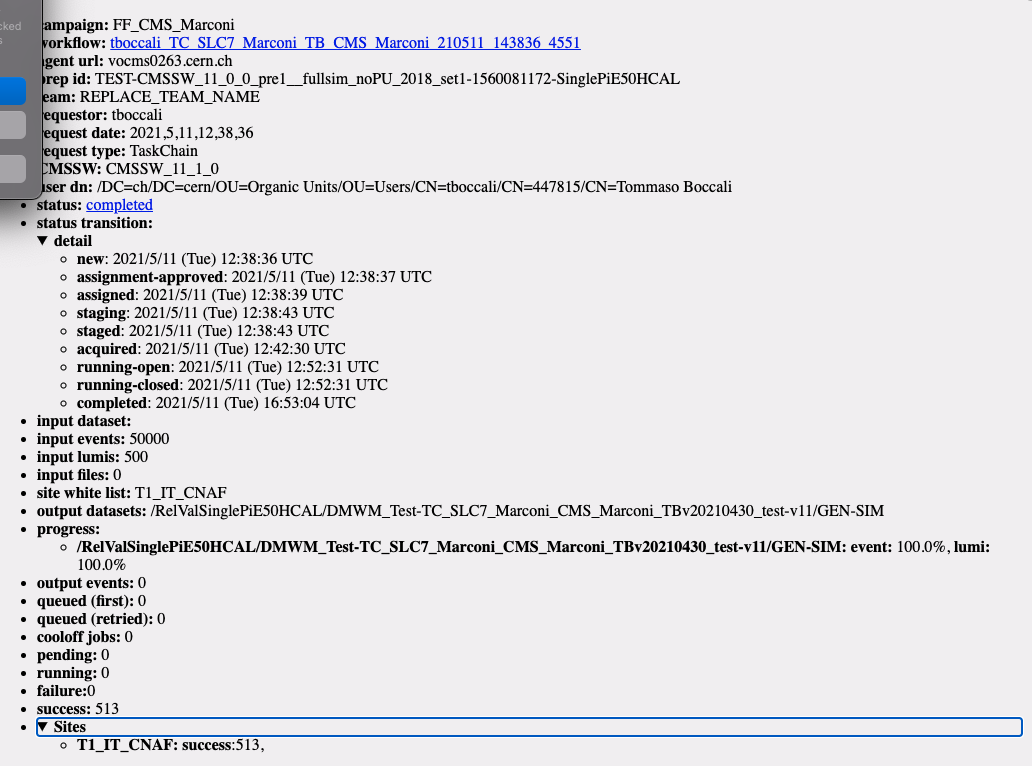 cked
s
ampaign: FF_CMS_Marconi
workflow: tboccali_TC_SLC7_Marconi_TB_CMS_Marconi_210511_143836_4551
agent url: vocms0263.cern.ch
prep id: TEST-CMSSW_11_0_0_pre1__fullsim_noPU_2018_set1-1560081172-SinglePiE50HCAL
eam: REPLACE_TEAM_NAME
requestor: tboccali
request date: 2021,5,11,12,38,36
request type: TaskChain
CMSSW: CMSSW_11_1_0
user dn: /DC=ch/DC=cern/OU=Organic Units/OU=Users/CN=tboccali/CN=447815/CN=Tommaso Boccali
• status: completed
• status transition:
▼ detail
◦ new: 2021/5/11 (Tue) 12:38:36 UTC
◦ assignment-approved: 2021/5/11 (Tue) 12:38:37 UTC
◦ assigned: 2021/5/11 (Tue) 12:38:39 UTC
◦ staging: 2021/5/11 (Tue) 12:38:43 UTC
◦ staged: 2021/5/11 (Tue) 12:38:43 UTC
◦ acquired: 2021/5/11 (Tue) 12:42:30 UTC
◦ running-open: 2021/5/11 (Tue) 12:52:31 UTC
◦ running-closed: 2021/5/11 (Tue) 12:52:31 UTC
◦ completed: 2021/5/11 (Tue) 16:53:04 UTC
• input dataset:
• input events: 50000
• input lumis: 500
• input files: 0
• site white list: T1_IT_CNAF
• output datasets: /RelValSinglePiE50HCAL/DMWM_Test-TC_SLC7_Marconi_CMS_Marconi_TBv20210430_test-v11/GEN-SIM
• progress:
◦ /RelValSinglePiE50HCAL/DMWM_Test-TC_SLC7_Marconi_CMS_Marconi_TBv20210430_test-v11/GEN-SIM: event: 100.0%, lumi:
100.0%
• output events: 0
• queued (first): 0
• queued (retried): 0
• cooloff jobs: 0
• pending: 0
• running: 0
• failure:0
• success: 513
• ▼ Sites
◦ T1_IT_CNAF: success:513,